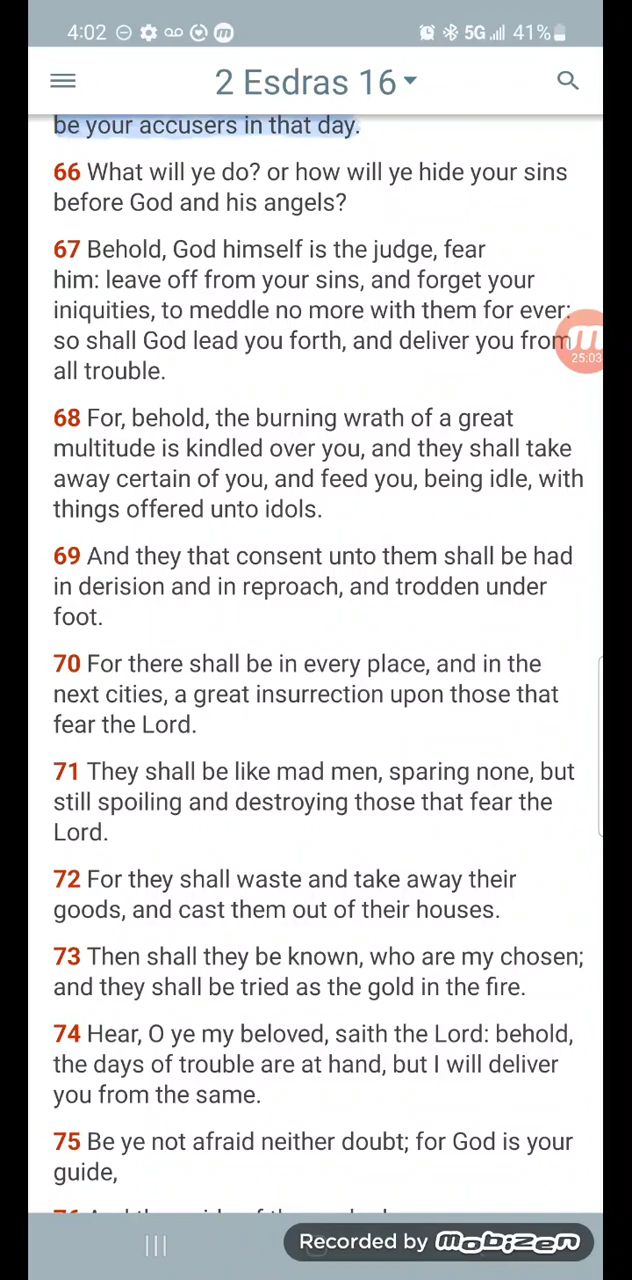 4:02 5G 41%
2 Esdras 16
be your accusers in that day.
66 What will ye do? or how will ye hide your sins
before God and his angels?
67 Behold, God himself is the judge, fear
him: leave off from your sins, and forget your
iniquities, to meddle no more with them for ever:
so shall God lead you forth, and deliver you from
all trouble.
m
25:03
68 For, behold, the burning wrath of a great
multitude is kindled over you, and they shall take
away certain of you, and feed you, being idle, with
things offered unto idols.
69 And they that consent unto them shall be had
in derision and in reproach, and trodden under
foot.
70 For there shall be in every place, and in the
next cities, a great insurrection upon those that
fear the Lord.
71 They shall be like mad men, sparing none, but
still spoiling and destroying those that fear the
Lord.
72 For they shall waste and take away their
goods, and cast them out of their houses.
73 Then shall they be known, who are my chosen;
and they shall be tried as the gold in the fire.
74 Hear, O ye my beloved, saith the Lord: behold,
the days of trouble are at hand, but I will deliver
you from the same.
75 Be ye not afraid neither doubt; for God is your
guide,
Recorded by mobizen